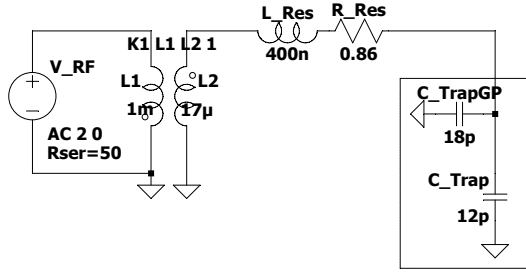 L_Res
R_Res
K1 L1 L2 1
400n
0.86
V_RF
L1
L2
1m
17µ
C_TrapGP
AC 2 0
Rser=50
18p
C_Trap
12p